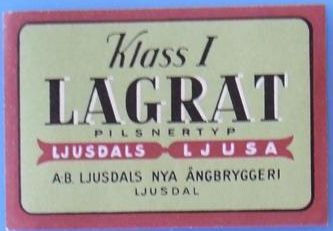 Klass I
LAGRAT
PILSNERTYP
LJUSDALS LJUSA
A.B. LJUSDALS NYA ÅNGBRYGGERI
LJUSDAL